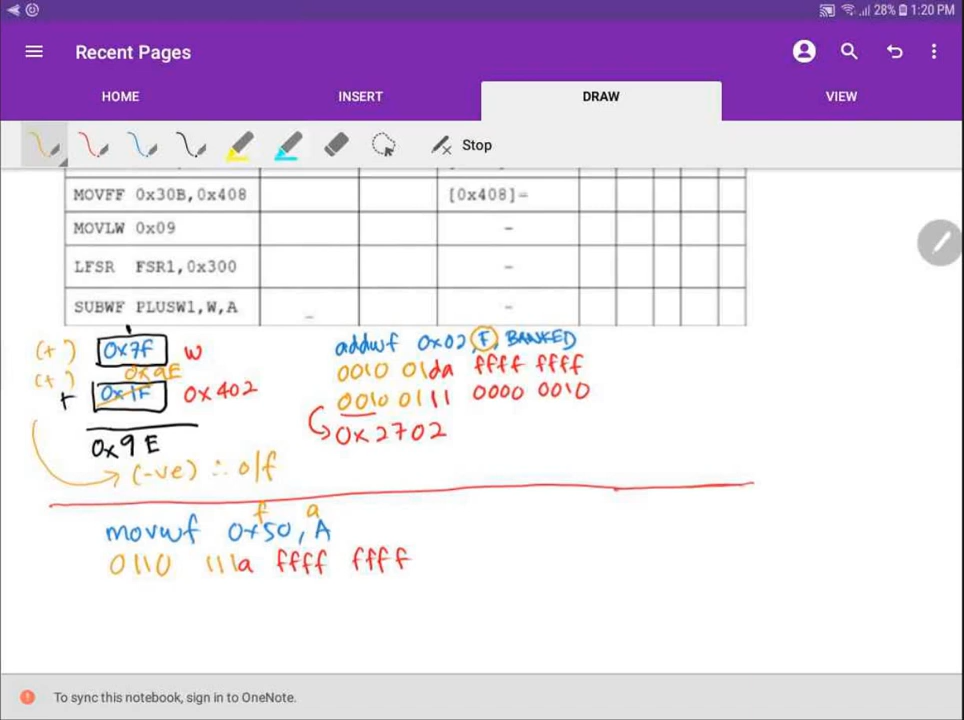 28% 1:20 PM
Recent Pages
HOME INSERT DRAW VIEW
Stop
MOVFF 0x30B,0x408 [0x408]=
MOVLW 0x09 -
LFSR FSR1,0x300 -
SUBWF PLUSW1,W,A -
(+) 0x7f w
(+) 0x9E
+ 0x1F 0x402
0x9E
(-ve) ∴ o/f
addwf 0x02, F, BANKED
0010 01da ffff ffff
0010 0111 0000 0010
0x2702
f a
movwf 0x50, A
0110 111a ffff ffff
To sync this notebook, sign in to OneNote.